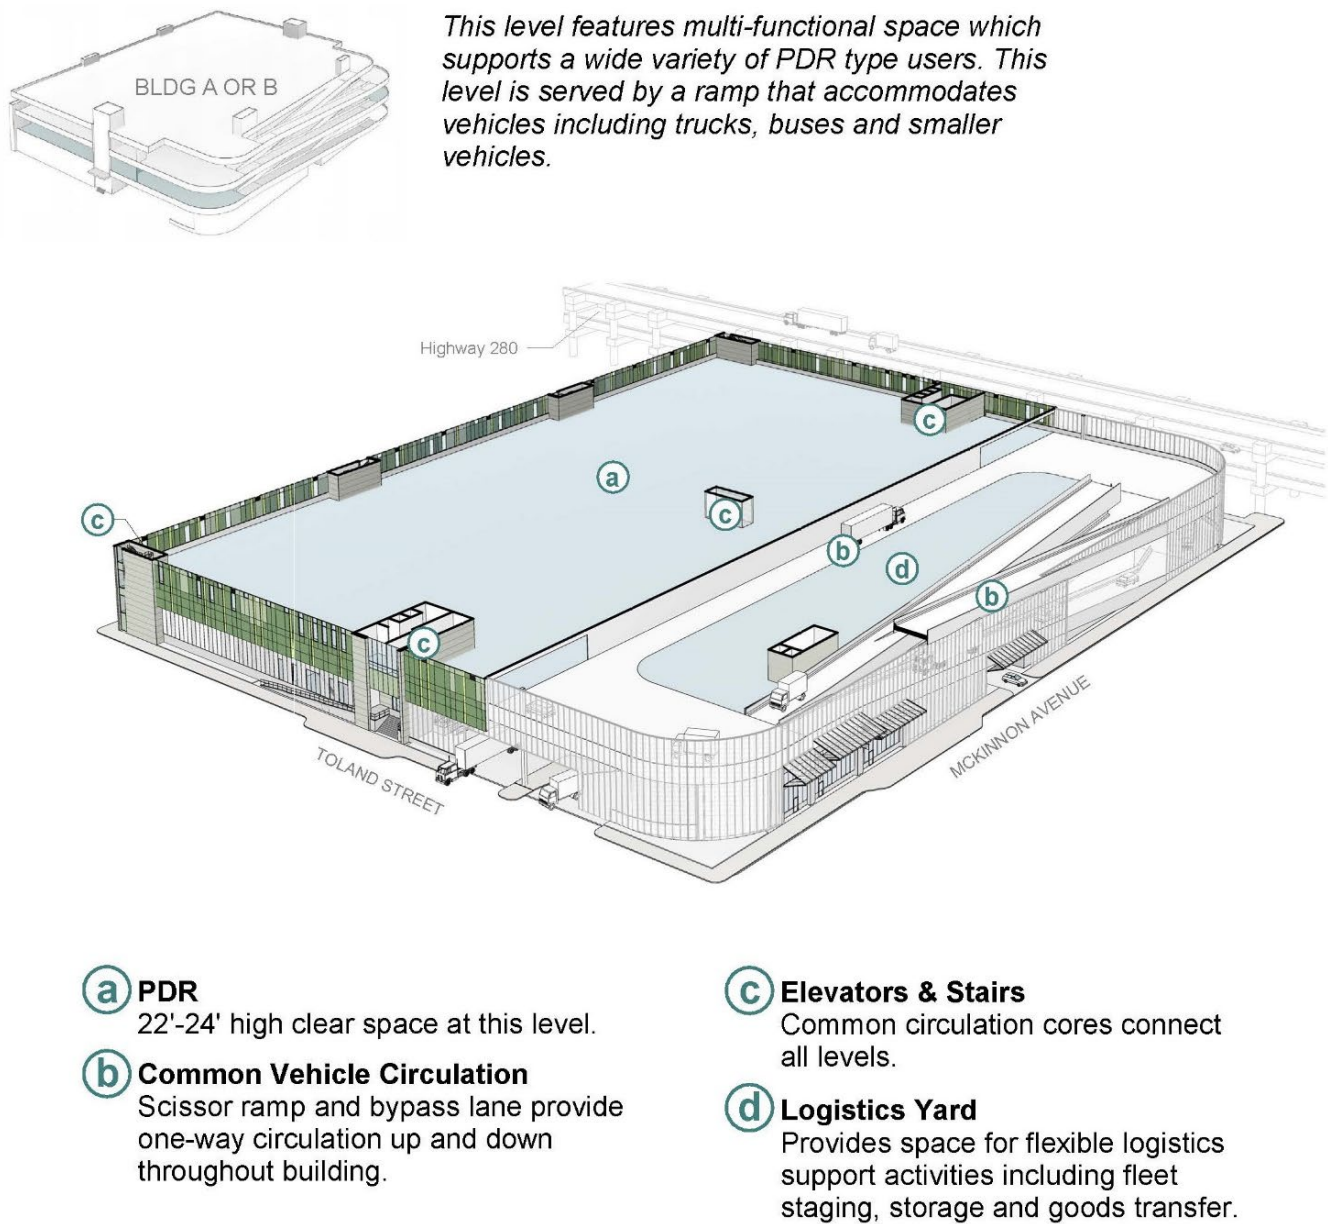 BLDG A OR B
This level features multi-functional space which
supports a wide variety of PDR type users. This
level is served by a ramp that accommodates
vehicles including trucks, buses and smaller
vehicles.
Highway 280
c
a
c
c
b
d
b
c
TOLAND STREET
MCKINNON AVENUE
a PDR
22'-24' high clear space at this level.
b Common Vehicle Circulation
Scissor ramp and bypass lane provide
one-way circulation up and down
throughout building.
c Elevators & Stairs
Common circulation cores connect
all levels.
d Logistics Yard
Provides space for flexible logistics
support activities including fleet
staging, storage and goods transfer.